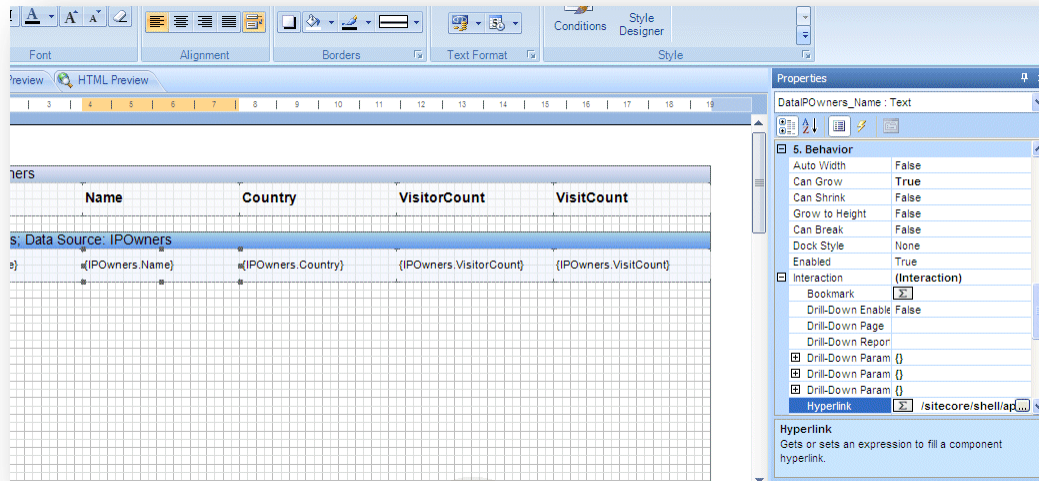 A A A
Conditions
Style
Designer
Font Alignment Borders Text Format Style
Preview HTML Preview
3 4 5 6 7 8 9 10 11 12 13 14 15 16 17 18 19
Name Country VisitorCount VisitCount
s; Data Source: IPOwners
{IPOwners.Name} {IPOwners.Country} {IPOwners.VisitorCount} {IPOwners.VisitCount}
Properties
DataIPOwners_Name : Text
5. Behavior
Auto Width False
Can Grow True
Can Shrink False
Grow to Height False
Can Break False
Dock Style None
Enabled True
Interaction (Interaction)
Bookmark Σ
Drill-Down Enable False
Drill-Down Page
Drill-Down Repor
Drill-Down Param {}
Drill-Down Param {}
Drill-Down Param {}
Hyperlink Σ /sitecore/shell/ap...
Hyperlink
Gets or sets an expression to fill a component
hyperlink.